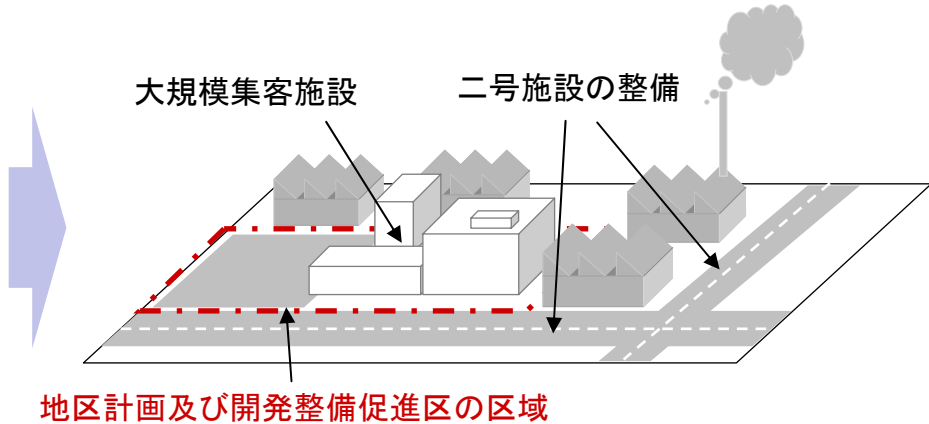 大規模集客施設
二号施設の整備
地区計画及び開発整備促進区の区域